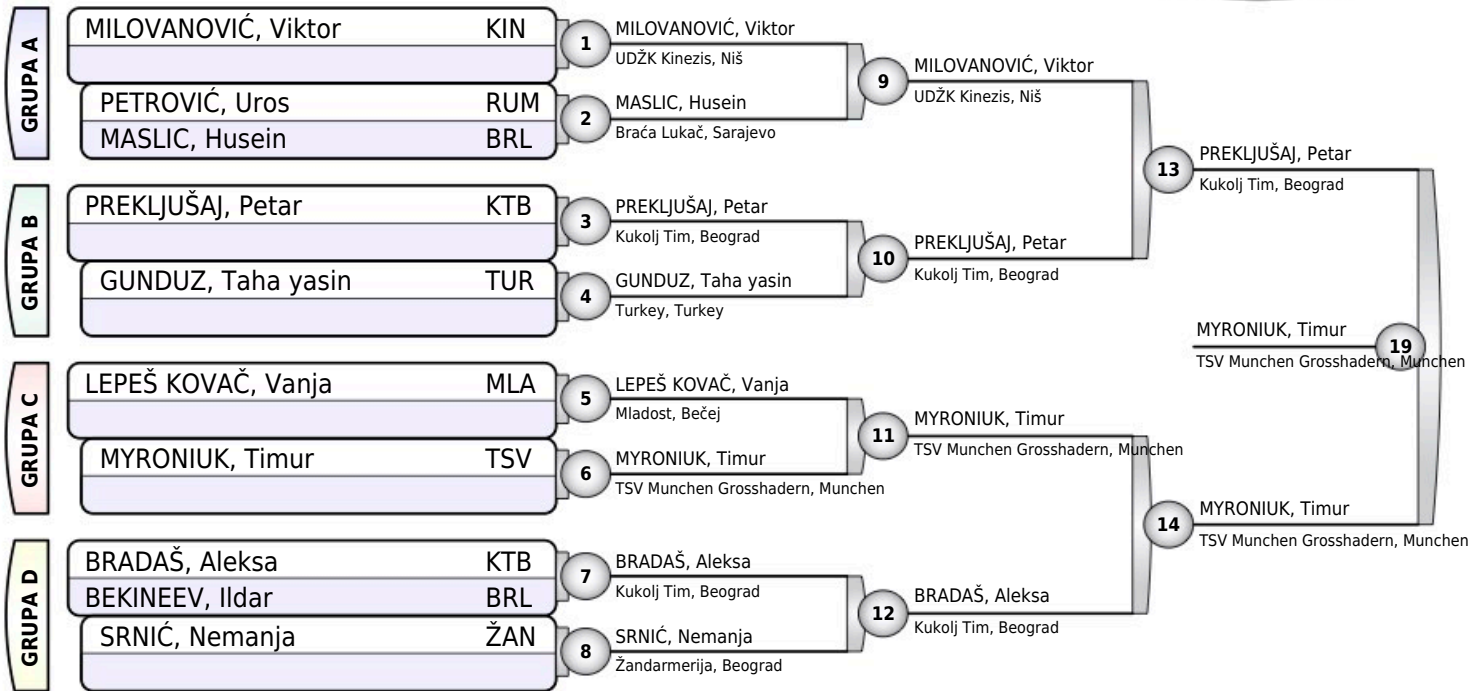 GRUPA A
MILOVANOVIĆ, Viktor KIN
PETROVIĆ, Uros RUM
MASLIC, Husein BRL
GRUPA B
PREKLJUŠAJ, Petar KTB
GUNDUZ, Taha yasin TUR
GRUPA C
LEPEŠ KOVAČ, Vanja MLA
MYRONIUK, Timur TSV
GRUPA D
BRADAŠ, Aleksa KTB
BEKINEEV, Ildar BRL
SRNIĆ, Nemanja ŽAN
1 MILOVANOVIĆ, Viktor
UDŽK Kinezis, Niš
2 MASLIC, Husein
Braća Lukač, Sarajevo
3 PREKLJUŠAJ, Petar
Kukolj Tim, Beograd
4 GUNDUZ, Taha yasin
Turkey, Turkey
5 LEPEŠ KOVAČ, Vanja
Mladost, Bečej
6 MYRONIUK, Timur
TSV Munchen Grosshadern, Munchen
7 BRADAŠ, Aleksa
Kukolj Tim, Beograd
8 SRNIĆ, Nemanja
Žandarmerija, Beograd
9 MILOVANOVIĆ, Viktor
UDŽK Kinezis, Niš
10 PREKLJUŠAJ, Petar
Kukolj Tim, Beograd
11 MYRONIUK, Timur
TSV Munchen Grosshadern, Munchen
12 BRADAŠ, Aleksa
Kukolj Tim, Beograd
13 PREKLJUŠAJ, Petar
Kukolj Tim, Beograd
14 MYRONIUK, Timur
TSV Munchen Grosshadern, Munchen
MYRONIUK, Timur 19
TSV Munchen Grosshadern, Munchen